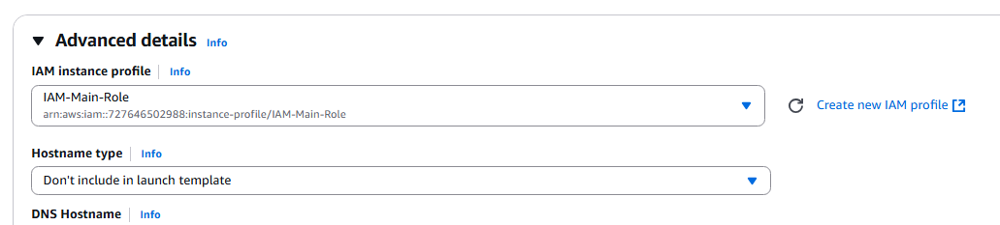 Advanced details Info
IAM instance profile Info
IAM-Main-Role
arn:aws:iam::727646502988:instance-profile/IAM-Main-Role
Create new IAM profile
Hostname type Info
Don't include in launch template
DNS Hostname Info